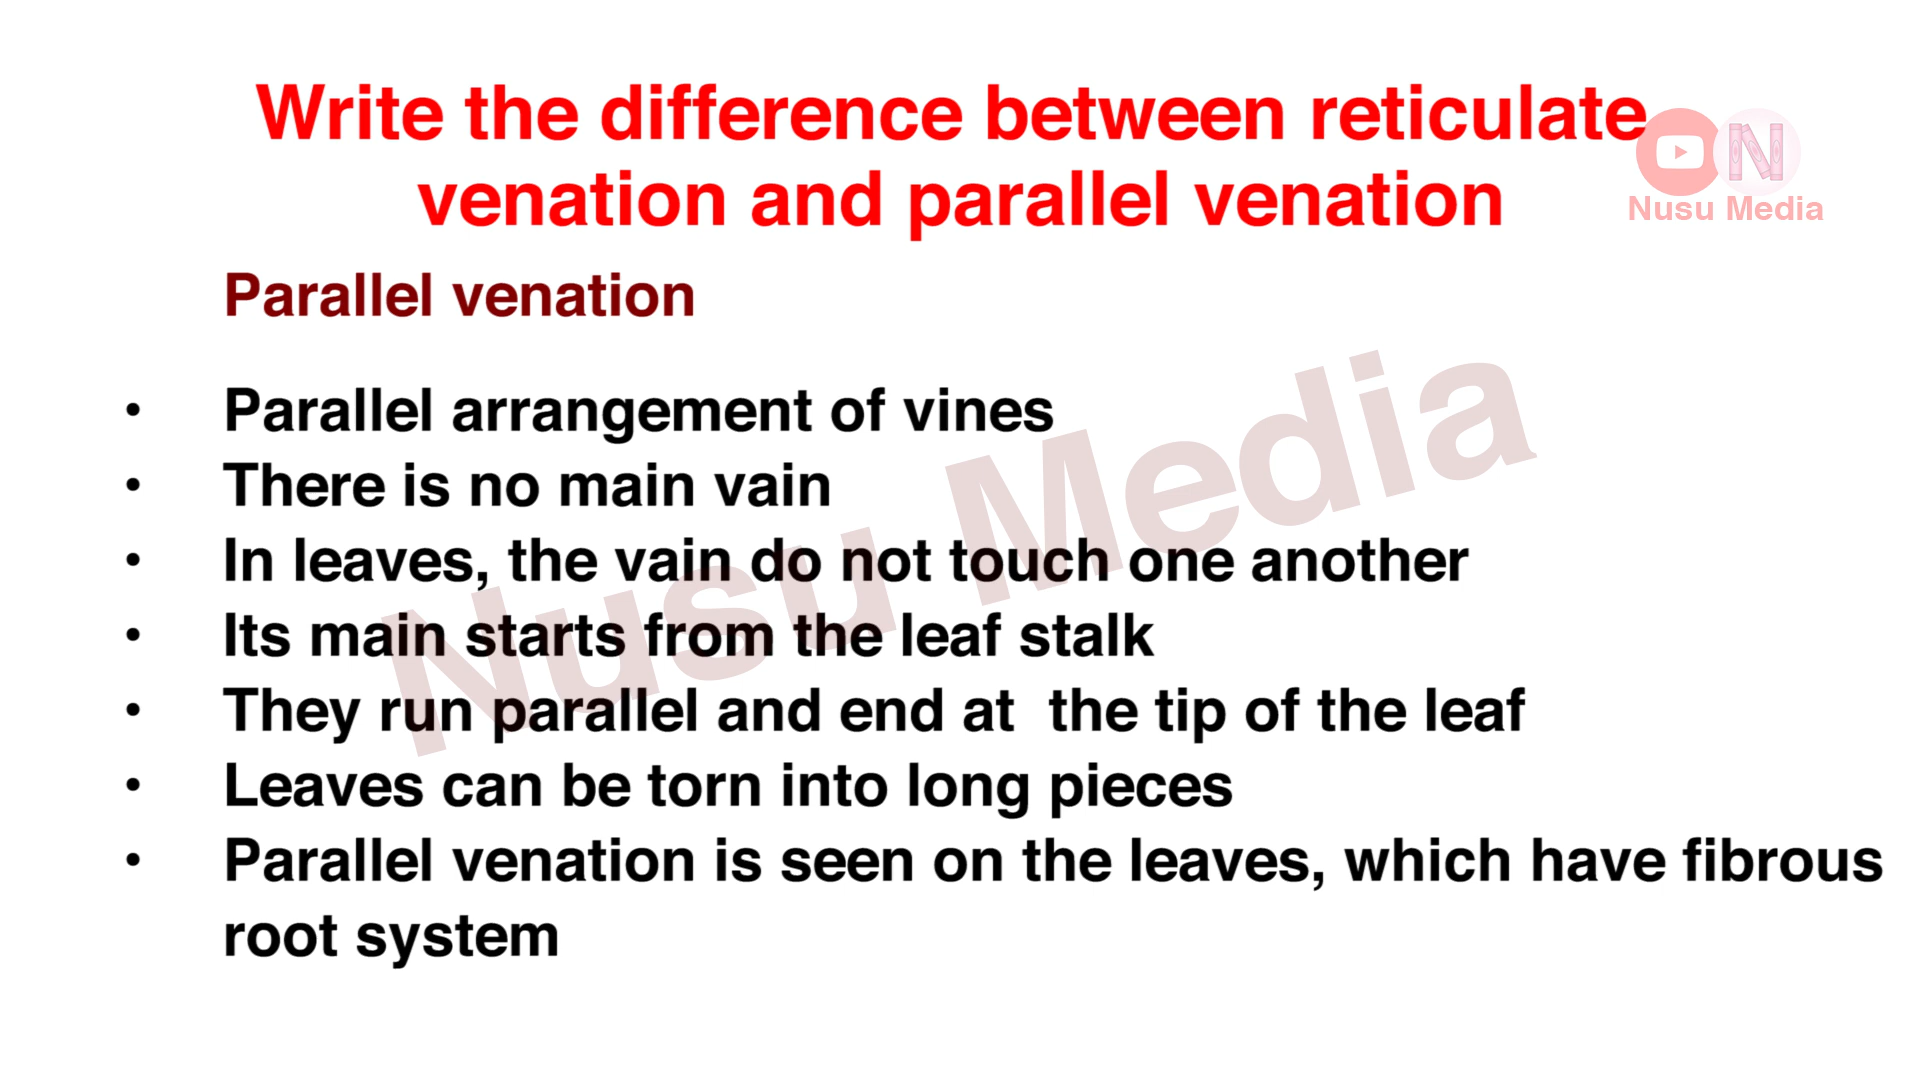 Write the difference between reticulate
venation and parallel venation
Nusu Media
Parallel venation
• Parallel arrangement of vines
• There is no main vain
• In leaves, the vain do not touch one another
• Its main starts from the leaf stalk
• They run parallel and end at the tip of the leaf
• Leaves can be torn into long pieces
• Parallel venation is seen on the leaves, which have fibrous
root system
Nusu Media